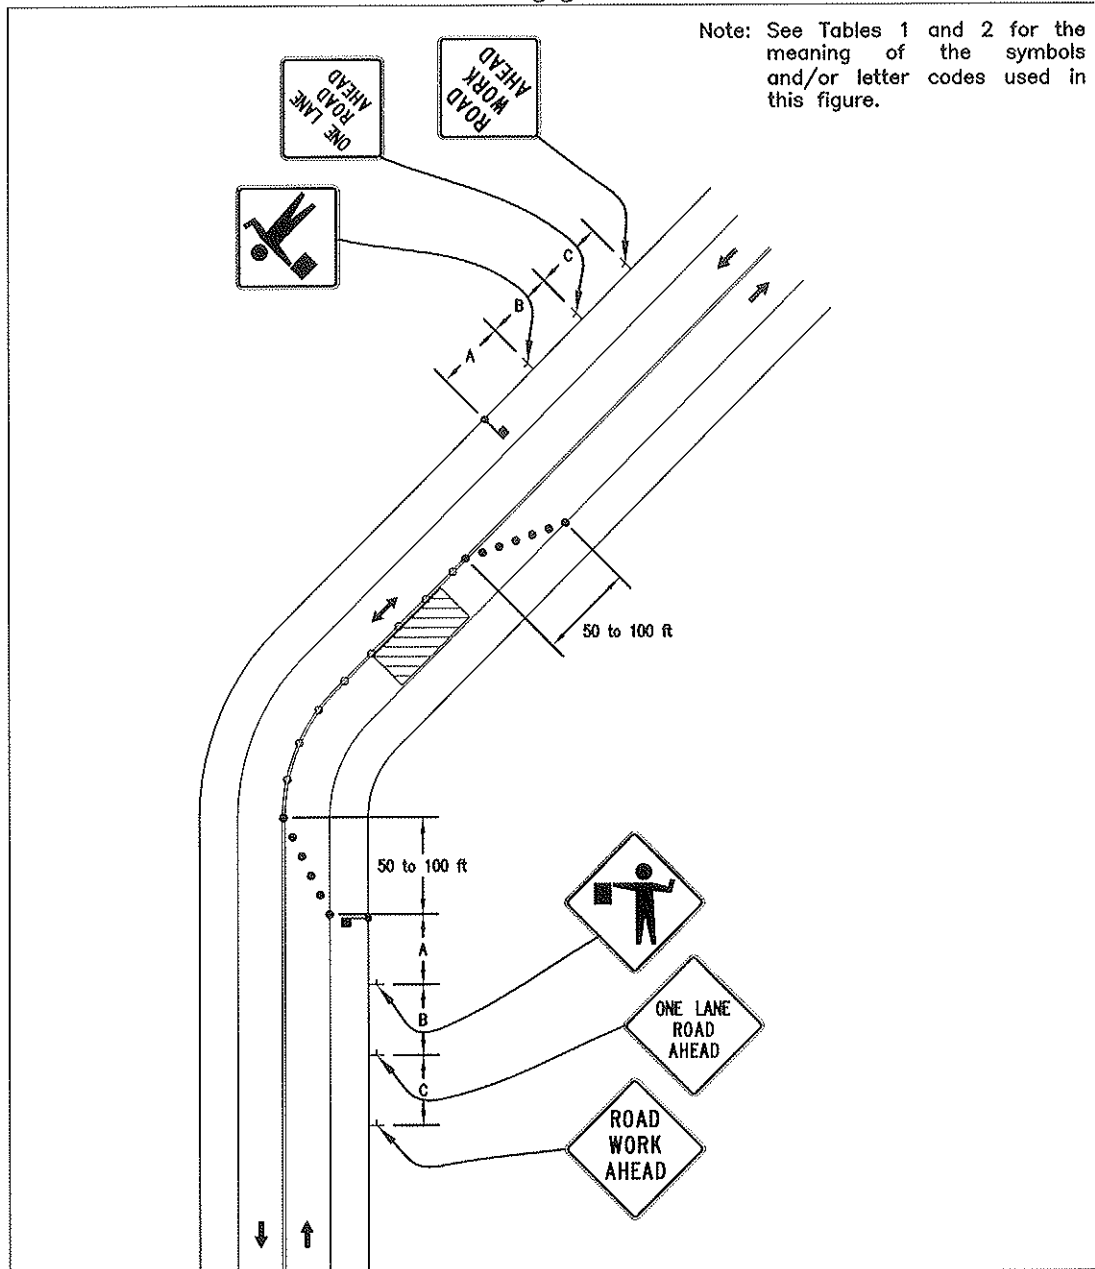 Note: See Tables 1 and 2 for the
meaning of the symbols
and/or letter codes used in
this figure.
ROAD
WORK
AHEAD
ONE LANE
ROAD
AHEAD
C
B
A
50 to 100 ft
50 to 100 ft
A
B
C
ONE LANE
ROAD
AHEAD
ROAD
WORK
AHEAD